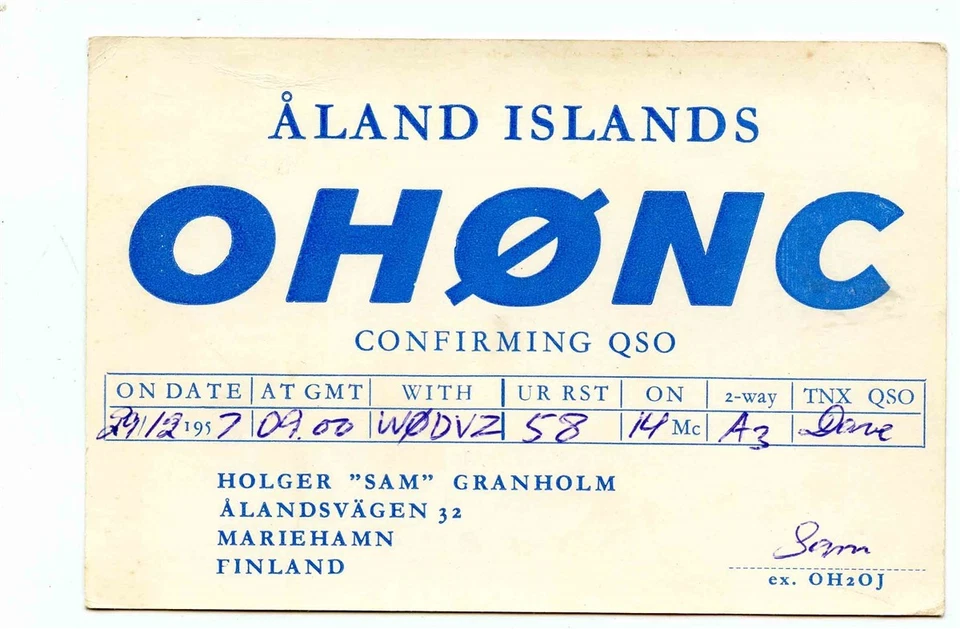 ÅLAND ISLANDS
OHØNC
CONFIRMING QSO
ON DATE AT GMT WITH UR RST ON 2-way TNX QSO
29/12 1957 09.00 WØDVZ 58 14 Mc A3 Dave
HOLGER "SAM" GRANHOLM
ÅLANDSVÄGEN 32
MARIEHAMN
FINLAND
Sam
ex. OH2OJ